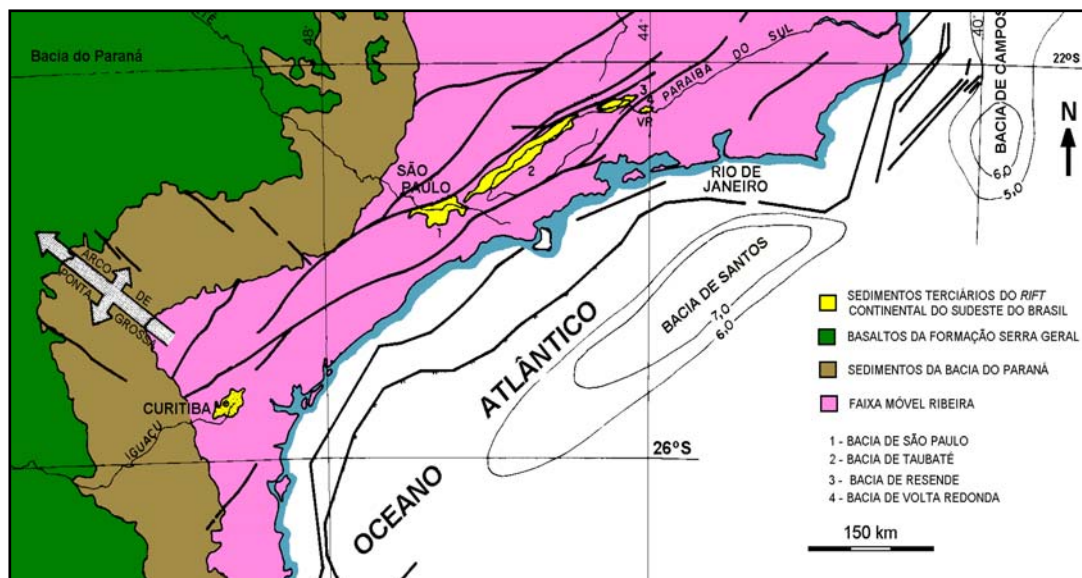 Bacia do Paraná
48°
44°
40°
22ºS
BACIA DE CAMPOS
N
3
4
VR
PARAIBA DO SUL
2
SÃO
PAULO
1
RIO DE
JANEIRO
6,0
5,0
ARCO DE
PONTA GROSSA
BACIA DE SANTOS
7,0
6,0
ATLÂNTICO
OCEANO
CURITIBA
IGUAÇU
26°S
SEDIMENTOS TERCIÁRIOS DO RIFT
CONTINENTAL DO SUDESTE DO BRASIL
BASALTOS DA FORMAÇÃO SERRA GERAL
SEDIMENTOS DA BACIA DO PARANÁ
FAIXA MÓVEL RIBEIRA
1 - BACIA DE SÃO PAULO
2 - BACIA DE TAUBATÉ
3 - BACIA DE RESENDE
4 - BACIA DE VOLTA REDONDA
150 km